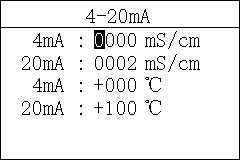 4-20mA
4mA : 0000 mS/cm
20mA : 0002 mS/cm
4mA : +000 ℃
20mA : +100 ℃